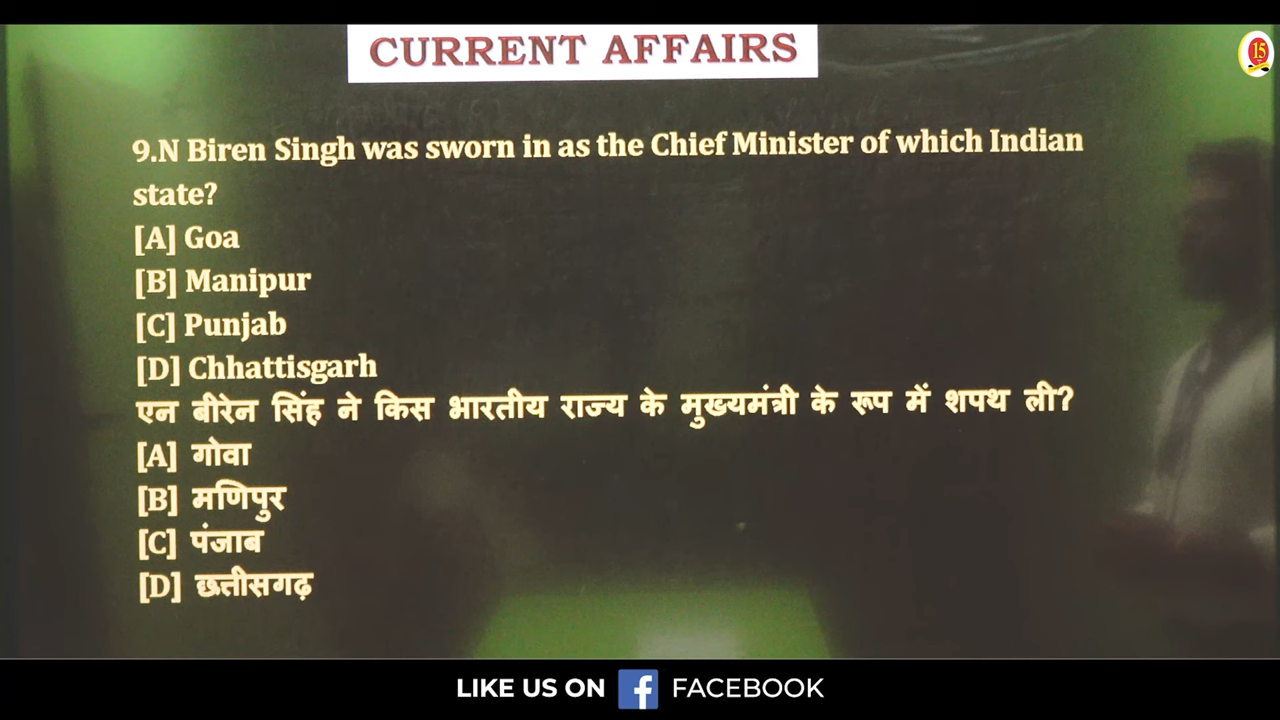 CURRENT AFFAIRS
15
9.N Biren Singh was sworn in as the Chief Minister of which Indian
state?
[A] Goa
[B] Manipur
[C] Punjab
[D] Chhattisgarh
एन बीरेन सिंह ने किस भारतीय राज्य के मुख्यमंत्री के रूप में शपथ ली?
[A] गोवा
[B] मणिपुर
[C] पंजाब
[D] छत्तीसगढ़
LIKE US ON f FACEBOOK